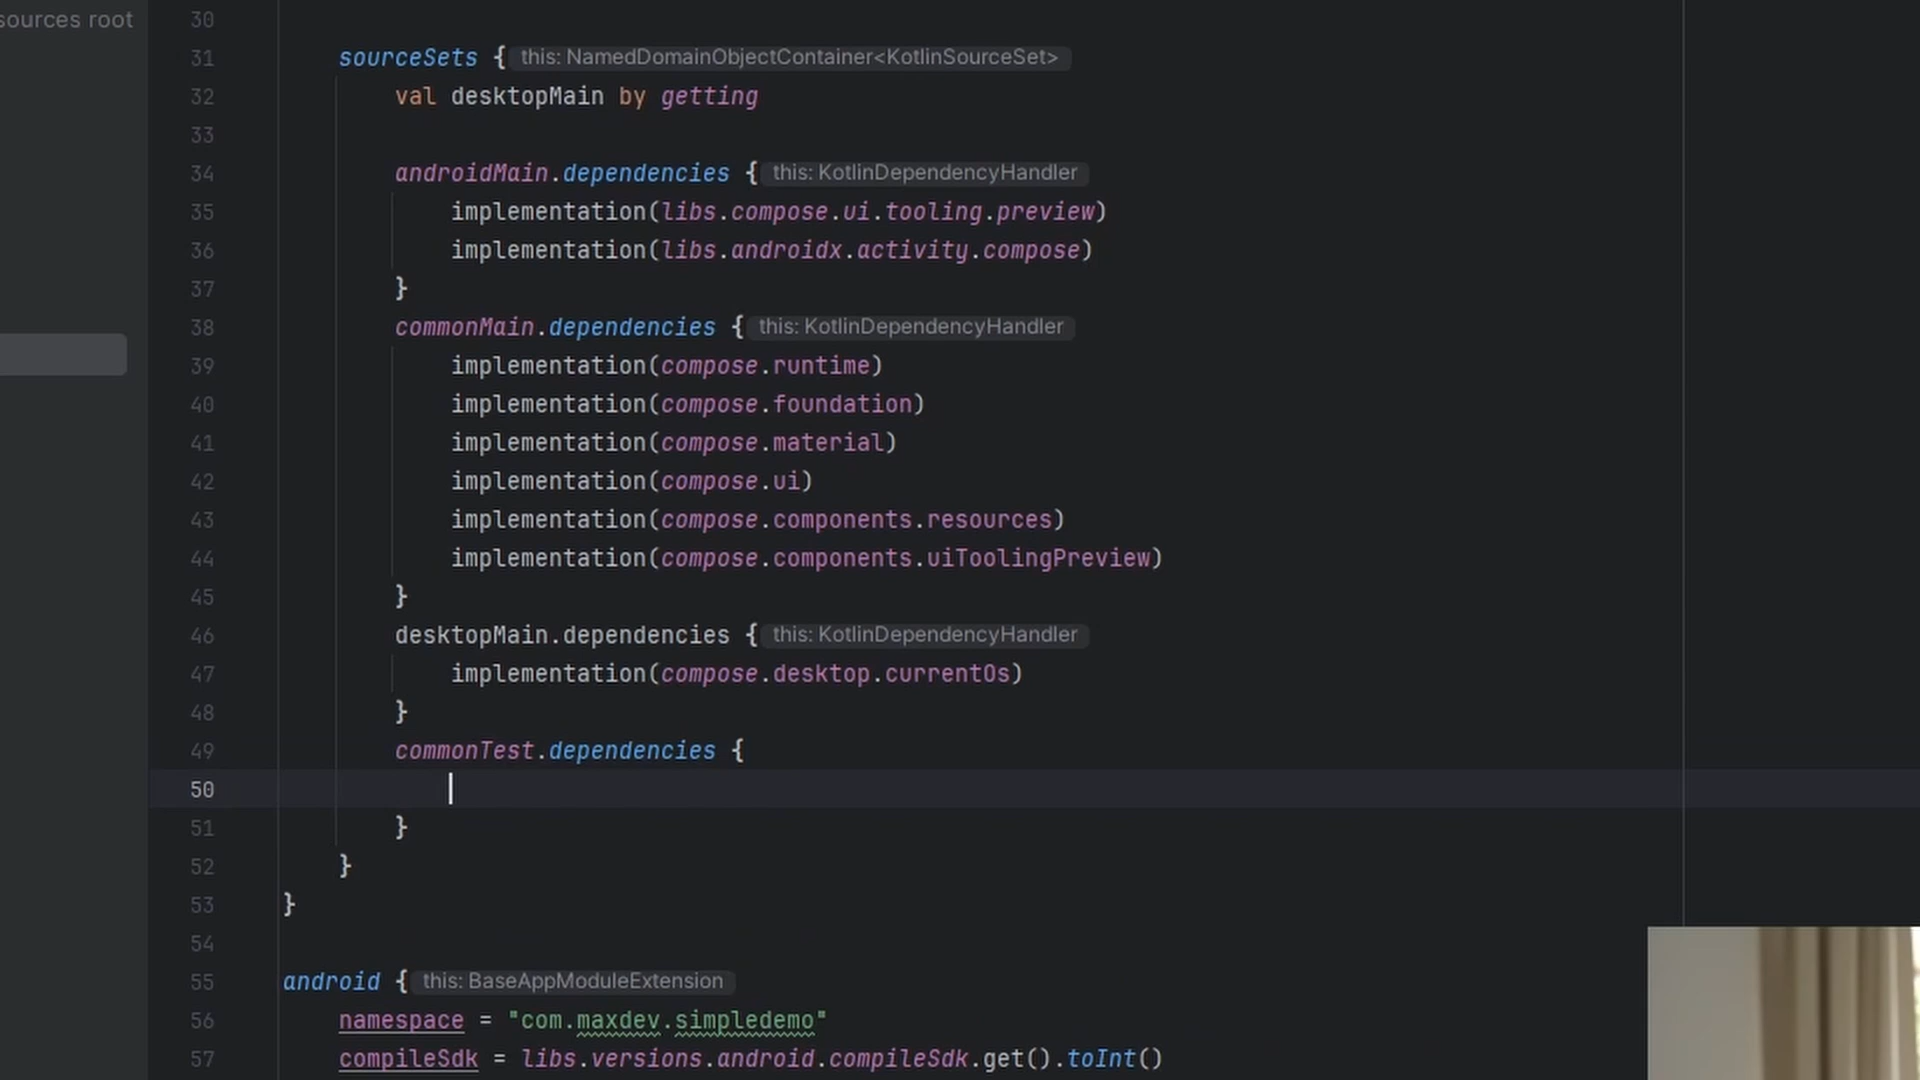 sources root
30
31 sourceSets { this: NamedDomainObjectContainer<KotlinSourceSet>
32 val desktopMain by getting
33
34 androidMain.dependencies { this: KotlinDependencyHandler
35 implementation(libs.compose.ui.tooling.preview)
36 implementation(libs.androidx.activity.compose)
37 }
38 commonMain.dependencies { this: KotlinDependencyHandler
39 implementation(compose.runtime)
40 implementation(compose.foundation)
41 implementation(compose.material)
42 implementation(compose.ui)
43 implementation(compose.components.resources)
44 implementation(compose.components.uiToolingPreview)
45 }
46 desktopMain.dependencies { this: KotlinDependencyHandler
47 implementation(compose.desktop.currentOs)
48 }
49 commonTest.dependencies {
50
51 }
52 }
53 }
54
55 android { this: BaseAppModuleExtension
56 namespace = "com.maxdev.simpledemo"
57 compileSdk = libs.versions.android.compileSdk.get().toInt()